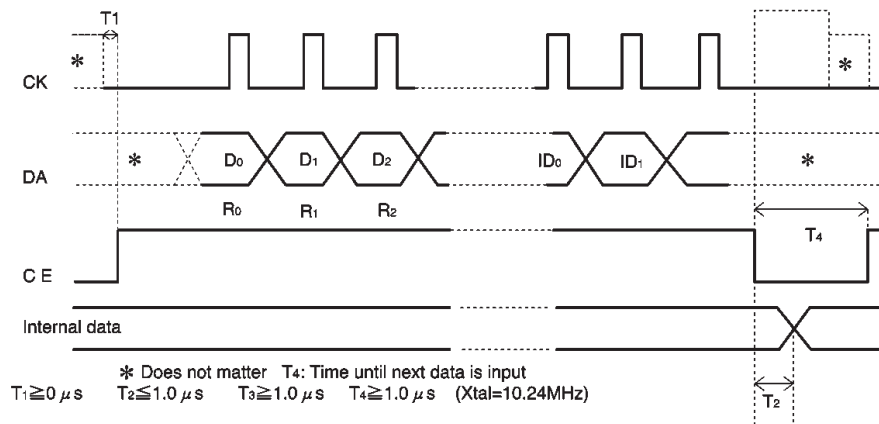 T1
*
*
CK
*
D₀ D₁ D₂ ID₀ ID₁
*
DA
R₀ R₁ R₂
T₄
C E
Internal data
* Does not matter T₄: Time until next data is input
T₁≧0 μs T₂≦1.0 μs T₃≧1.0 μs T₄≧1.0 μs (Xtal=10.24MHz)
T₂